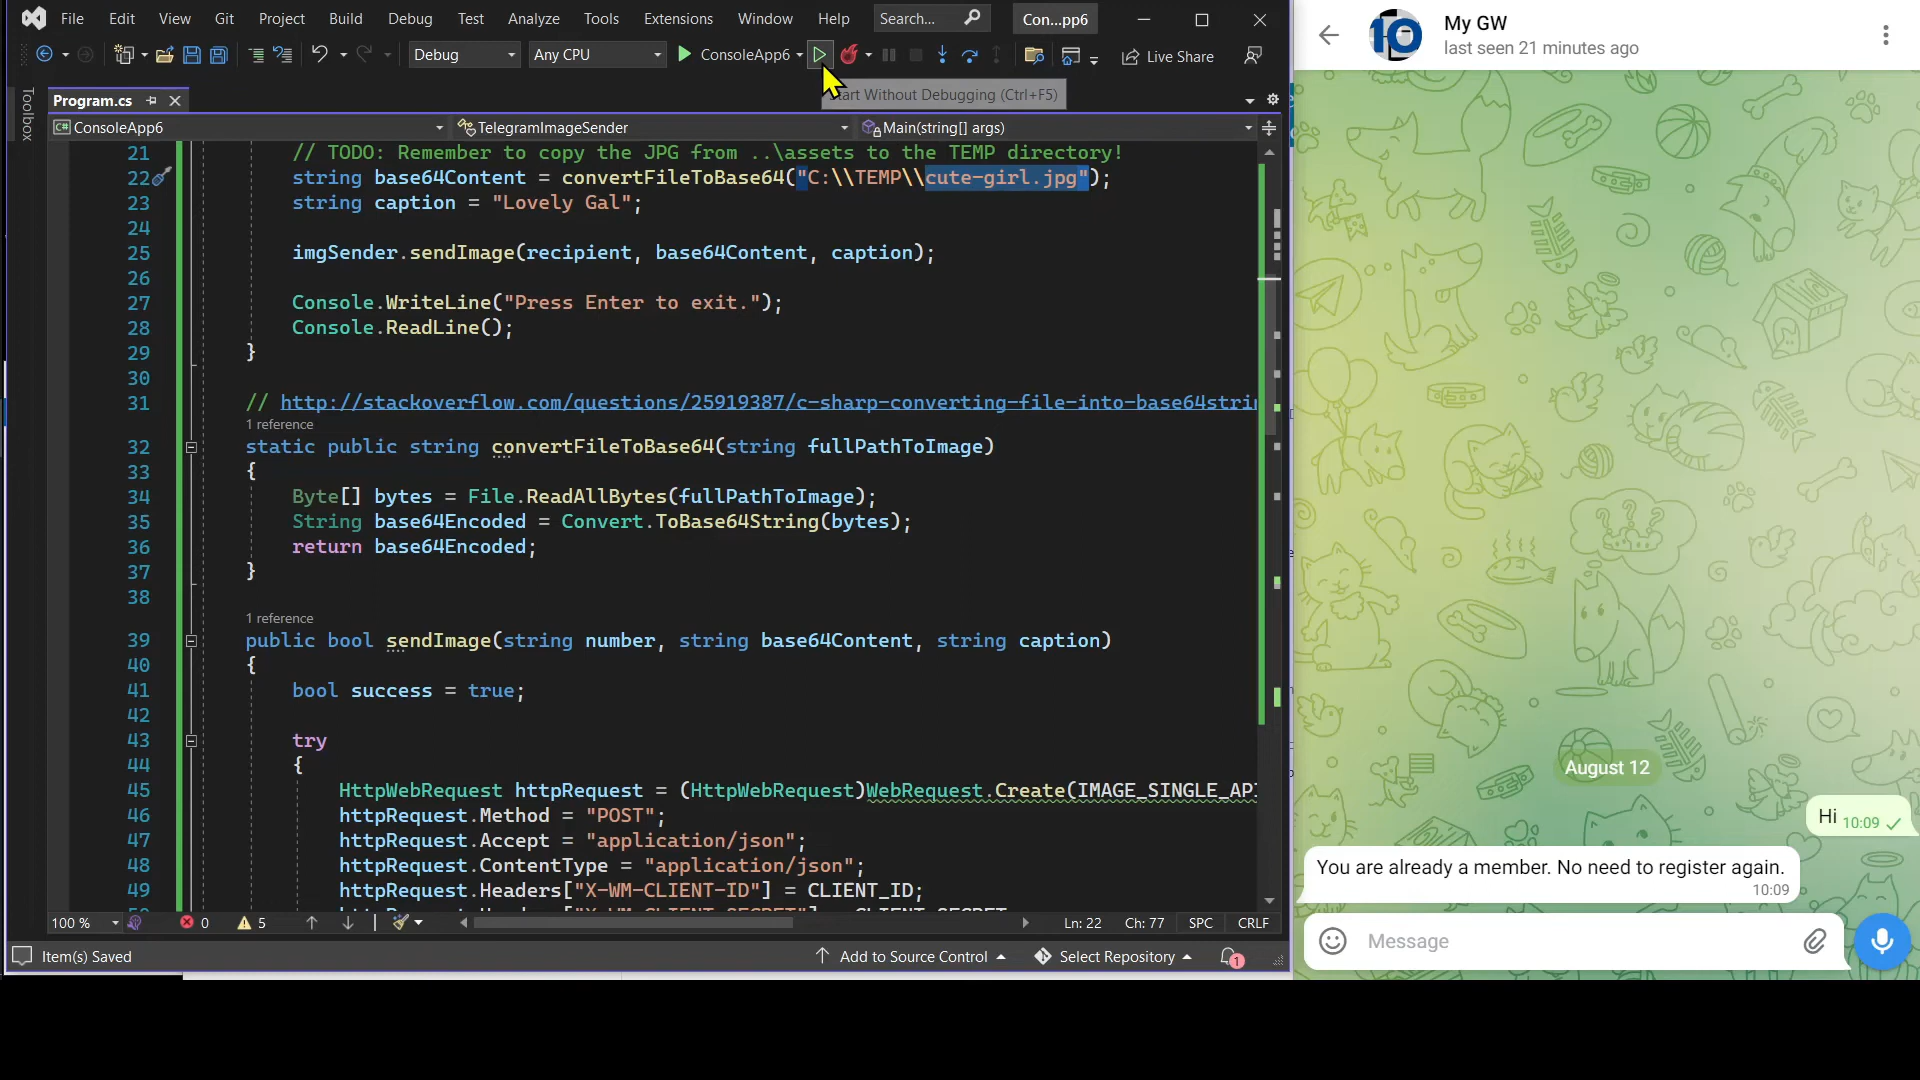 File Edit View Git Project Build Debug Test Analyze Tools Extensions Window Help Search... Con...pp6
Debug Any CPU ConsoleApp6 Live Share
Toolbox
Program.cs
Start Without Debugging (Ctrl+F5)
C# ConsoleApp6 TelegramImageSender Main(string[] args)
21 // TODO: Remember to copy the JPG from ..\assets to the TEMP directory!
22 string base64Content = convertFileToBase64("C:\\TEMP\\cute-girl.jpg");
23 string caption = "Lovely Gal";
24
25 imgSender.sendImage(recipient, base64Content, caption);
26
27 Console.WriteLine("Press Enter to exit.");
28 Console.ReadLine();
29 }
30
31 // http://stackoverflow.com/questions/25919387/c-sharp-converting-file-into-base64strin
1 reference
32 static public string convertFileToBase64(string fullPathToImage)
33 {
34 Byte[] bytes = File.ReadAllBytes(fullPathToImage);
35 String base64Encoded = Convert.ToBase64String(bytes);
36 return base64Encoded;
37 }
38
1 reference
39 public bool sendImage(string number, string base64Content, string caption)
40 {
41 bool success = true;
42
43 try
44 {
45 HttpWebRequest httpRequest = (HttpWebRequest)WebRequest.Create(IMAGE_SINGLE_API
46 httpRequest.Method = "POST";
47 httpRequest.Accept = "application/json";
48 httpRequest.ContentType = "application/json";
49 httpRequest.Headers["X-WM-CLIENT-ID"] = CLIENT_ID;
100 % 0 5 Ln: 22 Ch: 77 SPC CRLF
Item(s) Saved Add to Source Control Select Repository 1
10
My GW
last seen 21 minutes ago
August 12
Hi 10:09
You are already a member. No need to register again.
10:09
Message